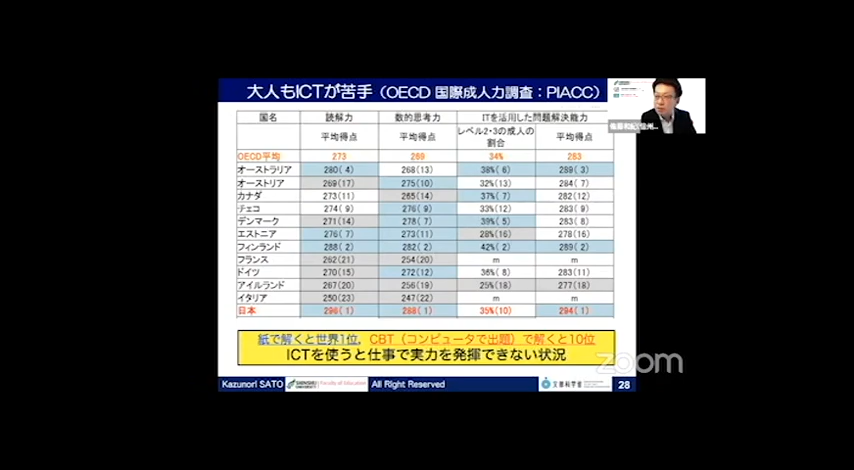 大人もICTが苦手（OECD 国際成人力調査：PIACC）
国名 読解力 数的思考力 ITを活用した問題解決能力
平均得点 平均得点 レベル2・3の成人の割合 平均得点
OECD平均 273 269 34% 283
オーストラリア 280( 4) 268(13) 38%( 6) 289( 3)
オーストリア 269(17) 275(10) 32%(13) 284( 7)
カナダ 273(11) 265(14) 37%( 7) 282(12)
チェコ 274( 9) 276( 9) 33%(12) 283( 9)
デンマーク 271(14) 278( 7) 39%( 5) 283( 8)
エストニア 276( 7) 273(11) 28%(16) 278(16)
フィンランド 288( 2) 282( 2) 42%( 2) 289( 2)
フランス 262(21) 254(20) m m
ドイツ 270(15) 272(12) 36%( 8) 283(11)
アイルランド 267(20) 256(19) 25%(18) 277(18)
イタリア 250(23) 247(22) m m
日本 296( 1) 288( 1) 35%(10) 294( 1)
紙で解くと世界1位，CBT（コンピュータで出題）で解くと10位
ICTを使うと仕事で実力を発揮できない状況
zoom
Kazunori SATO SHINSHU UNIVERSITY Faculty of Education All Right Reserved 文部科学省 28